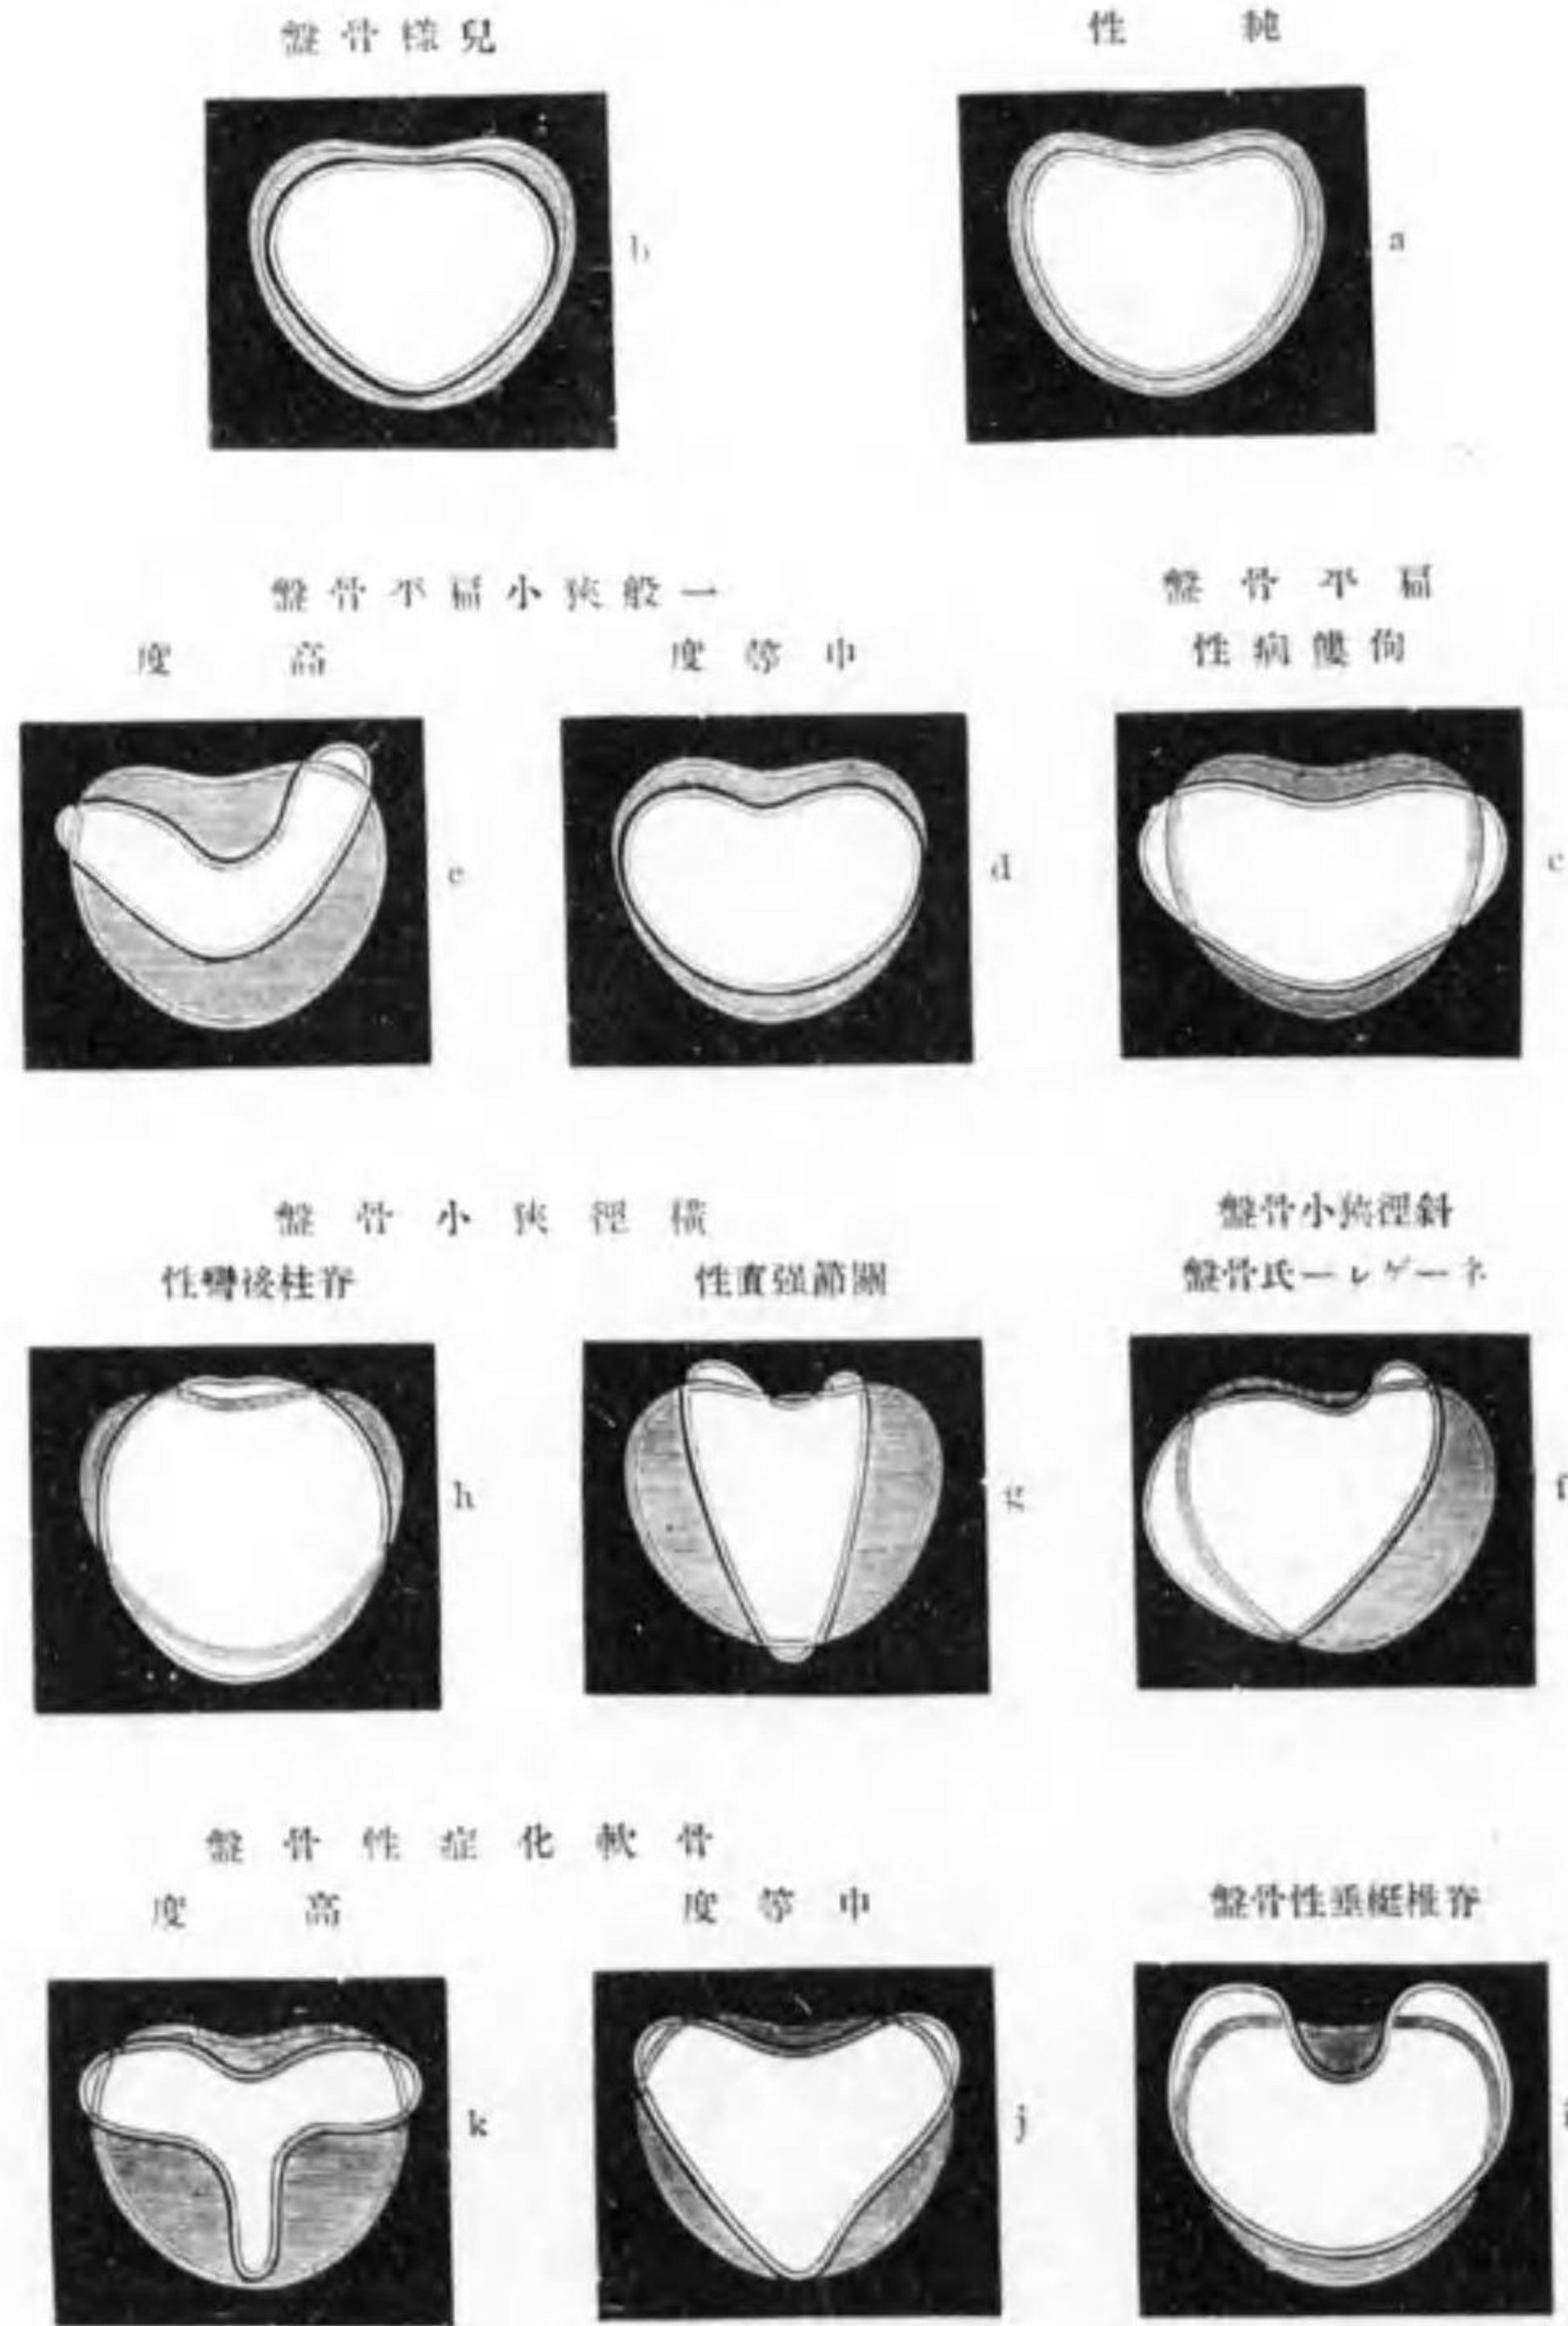 純性
a
兒樣骨盤
b
扁平骨盤
佝僂病性
c
一般狹小扁平骨盤
中等度
d
高度
e
斜徑狹小骨盤
ネーゲレー氏骨盤
f
橫徑狹小骨盤
關節强直性
g
脊柱後彎性
h
脊椎梃垂性骨盤
i
骨軟化症性骨盤
中等度
j
高度
k